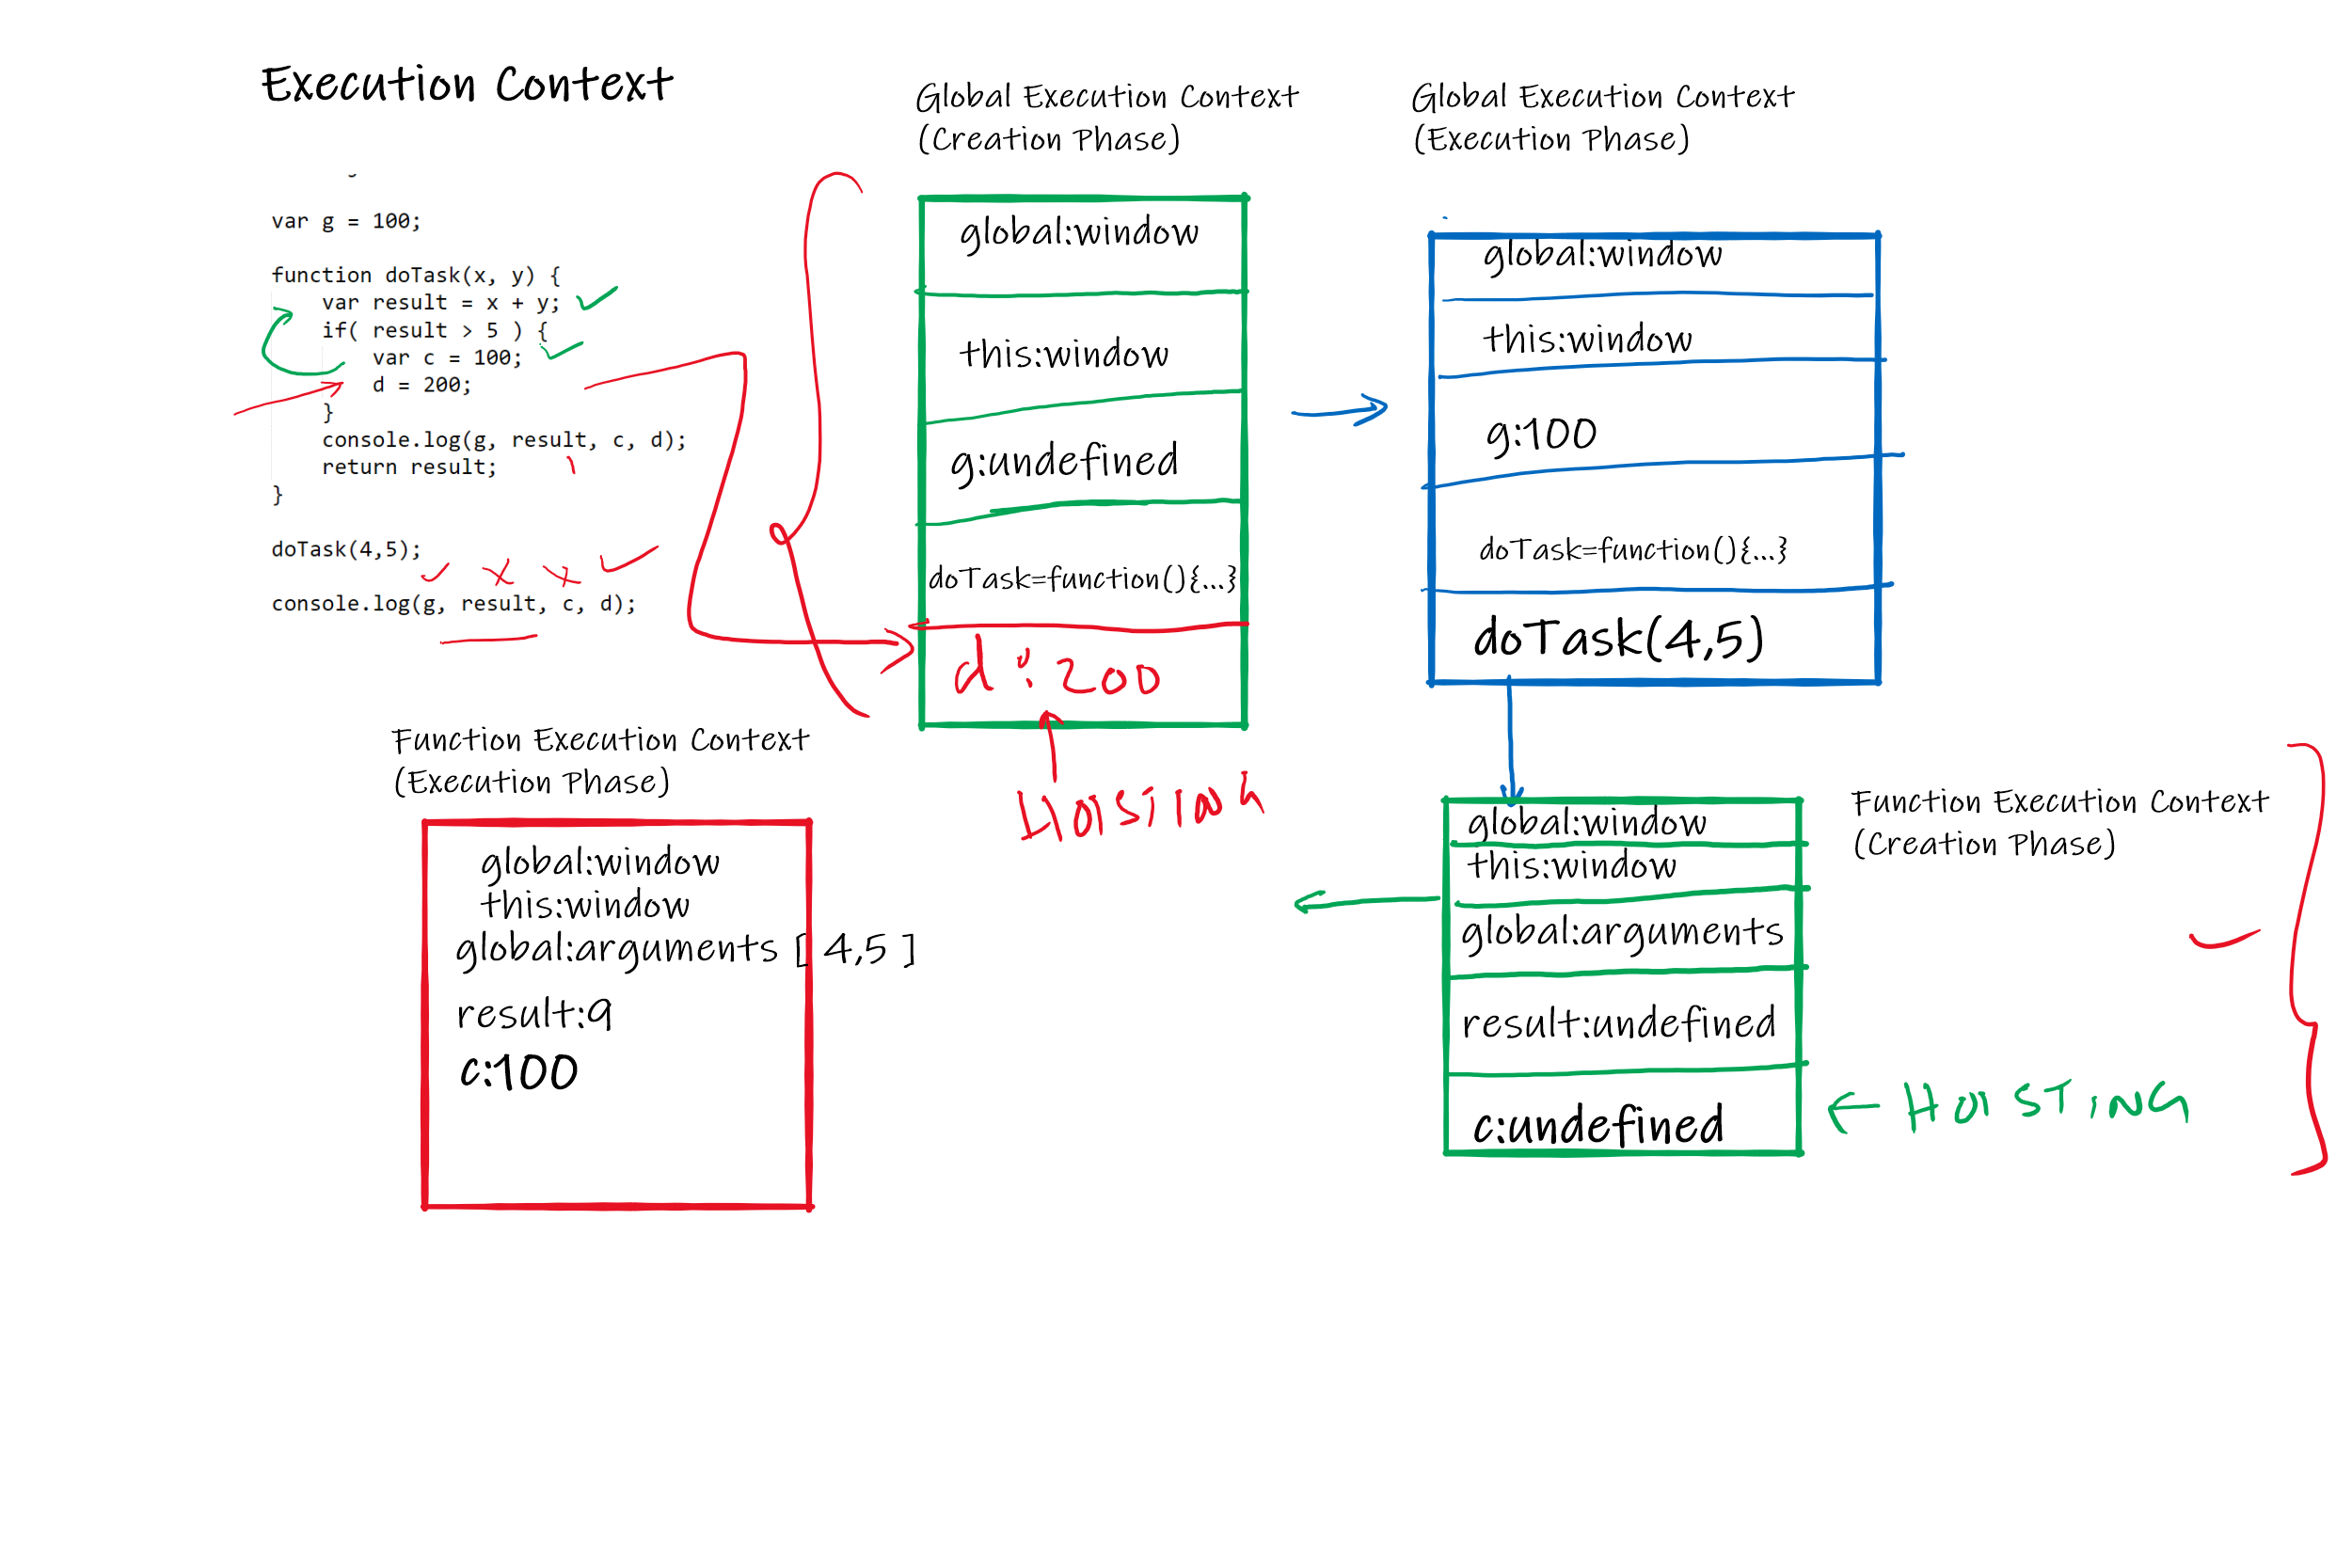 Execution Context
var g = 100;
function doTask(x, y) {
var result = x + y;
if( result > 5 ) {
var c = 100;
d = 200;
}
console.log(g, result, c, d);
return result;
}
doTask(4,5);
console.log(g, result, c, d);
Global Execution Context
(Creation Phase)
global:window
this:window
g:undefined
doTask=function(){...}
d : 200
HOISTING
Global Execution Context
(Execution Phase)
global:window
this:window
g:100
doTask=function(){...}
doTask(4,5)
Function Execution Context
(Creation Phase)
global:window
this:window
global:arguments
result:undefined
c:undefined
← HOISTING
Function Execution Context
(Execution Phase)
global:window
this:window
global:arguments [ 4,5 ]
result:9
c:100